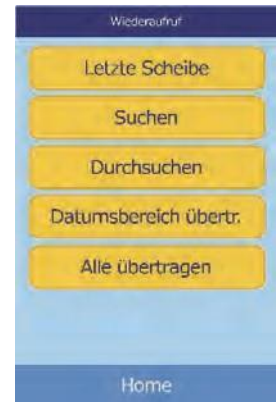 Wiederaufruf
Letzte Scheibe
Suchen
Durchsuchen
Datumsbereich übertr.
Alle übertragen
Home